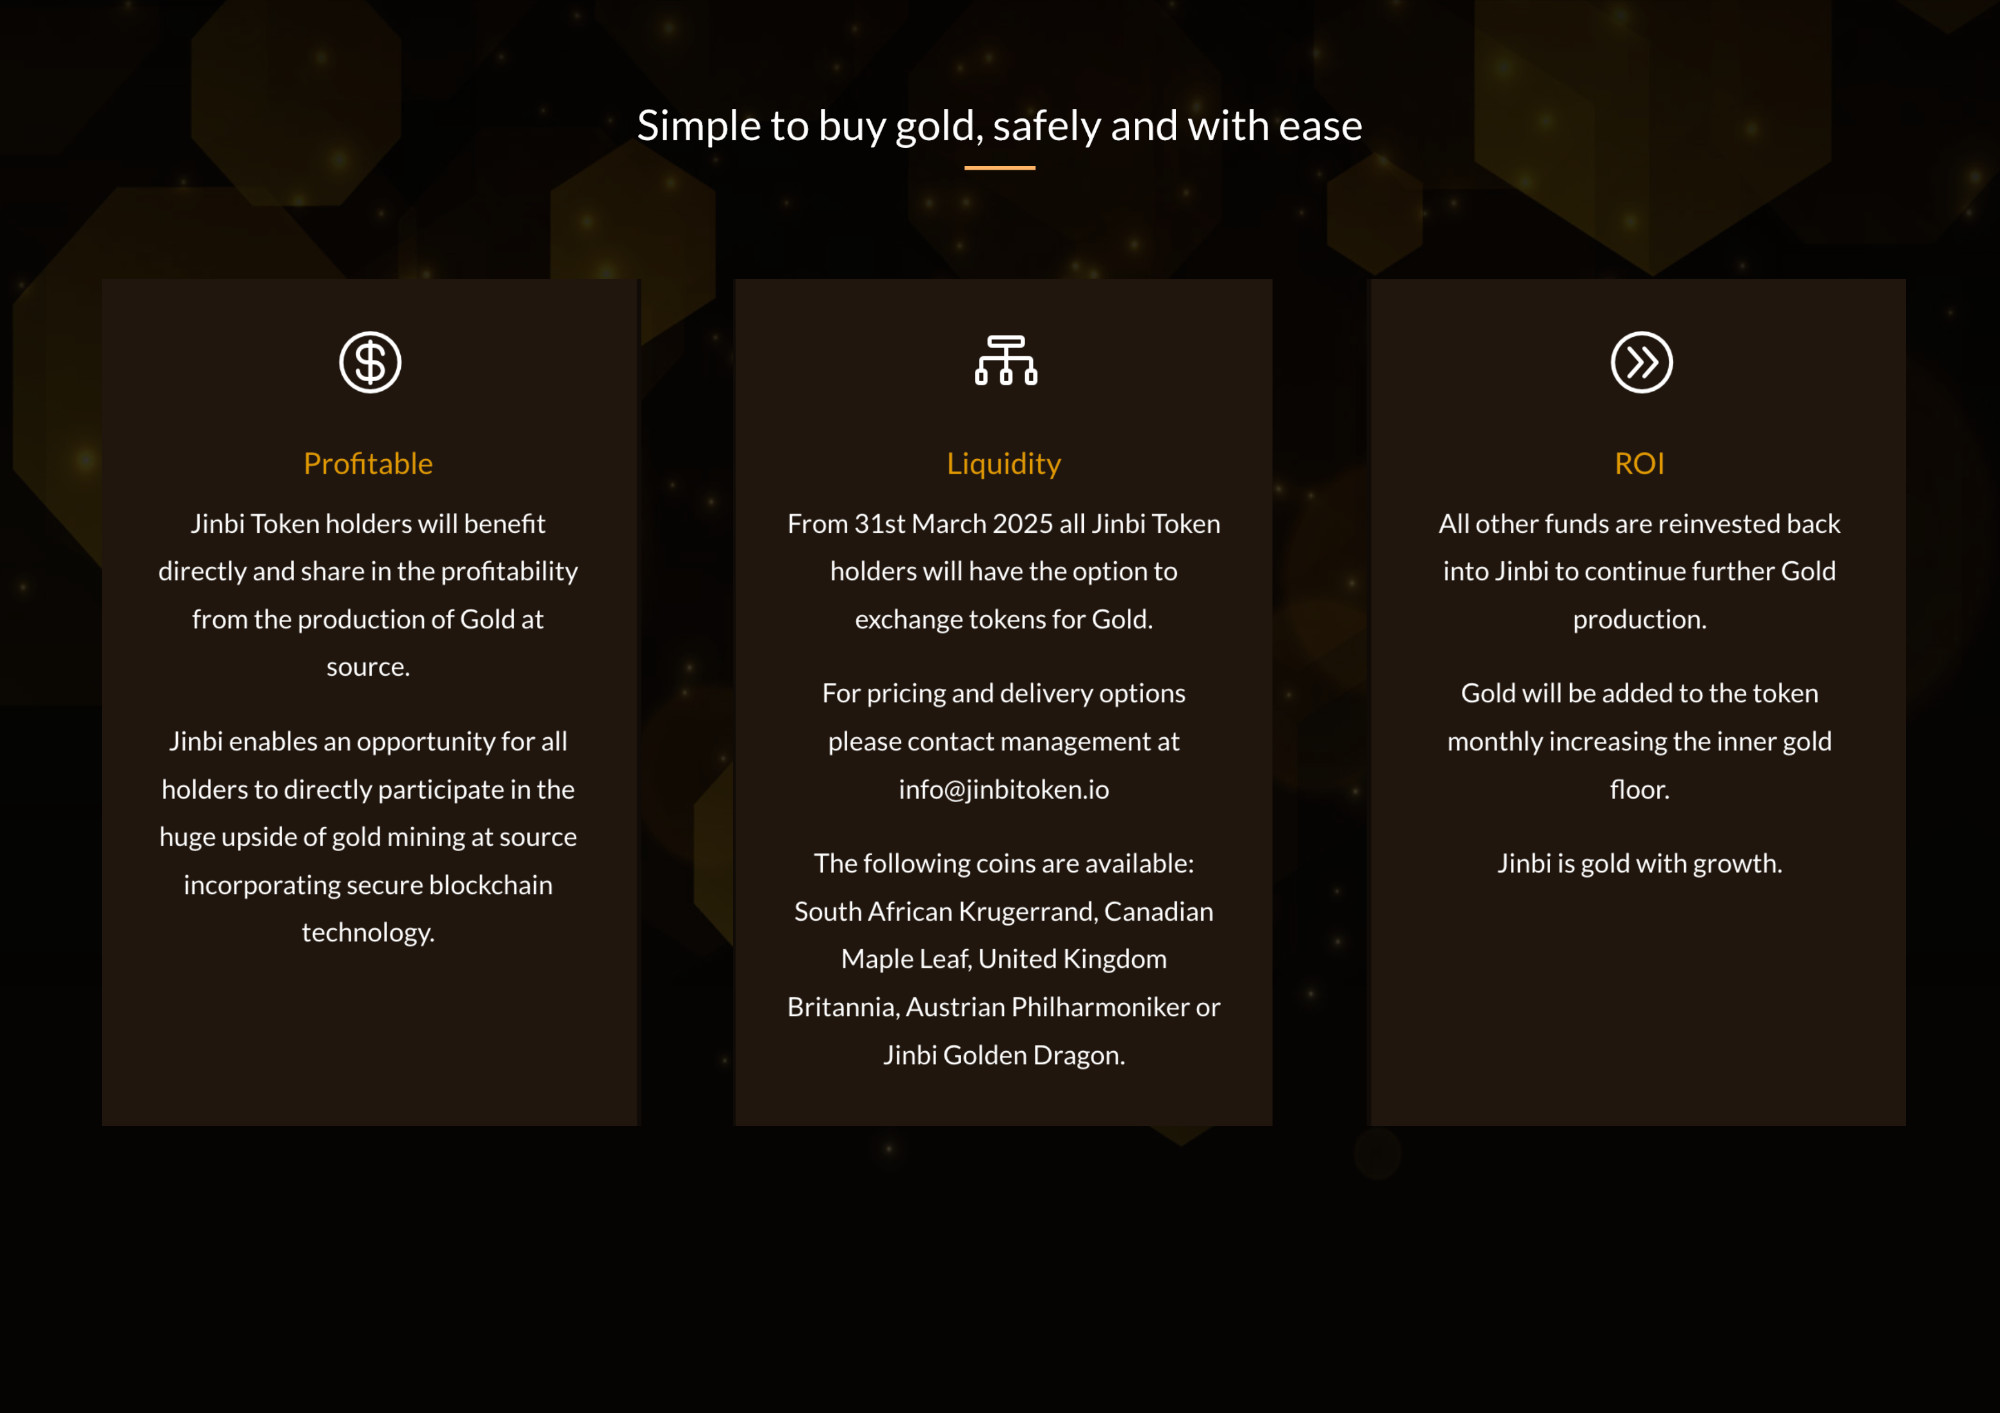 Simple to buy gold, safely and with ease
Profitable
Jinbi Token holders will benefit
directly and share in the profitability
from the production of Gold at
source.
Jinbi enables an opportunity for all
holders to directly participate in the
huge upside of gold mining at source
incorporating secure blockchain
technology.
Liquidity
From 31st March 2025 all Jinbi Token
holders will have the option to
exchange tokens for Gold.
For pricing and delivery options
please contact management at
info@jinbitoken.io
The following coins are available:
South African Krugerrand, Canadian
Maple Leaf, United Kingdom
Britannia, Austrian Philharmoniker or
Jinbi Golden Dragon.
ROI
All other funds are reinvested back
into Jinbi to continue further Gold
production.
Gold will be added to the token
monthly increasing the inner gold
floor.
Jinbi is gold with growth.